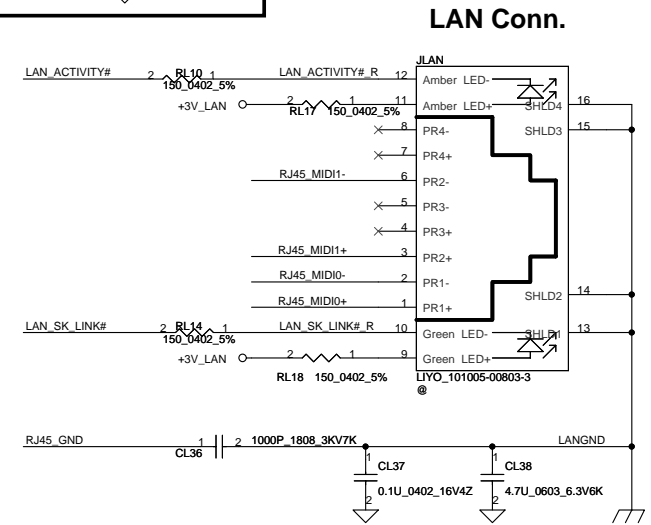 LAN Conn.
JLAN
LAN_ACTIVITY# 2 RL10 1 LAN_ACTIVITY#_R 12 Amber LED-
150_0402_5%
+3V_LAN 2 1 11 Amber LED+ SHLD4 16
RL17 150_0402_5%
8 PR4- SHLD3 15
7 PR4+
RJ45_MIDI1- 6 PR2-
5 PR3-
4 PR3+
RJ45_MIDI1+ 3 PR2+
RJ45_MIDI0- 2 PR1-
SHLD2 14
RJ45_MIDI0+ 1 PR1+
LAN_SK_LINK# 2 RL14 1 LAN_SK_LINK#_R 10 Green LED- SHLD1 13
150_0402_5%
+3V_LAN 2 1 9 Green LED+
RL18 150_0402_5% LIYO_101005-00803-3
@
RJ45_GND 1 2 1000P_1808_3KV7K LANGND
CL36
1 1
CL37 CL38
0.1U_0402_16V4Z 4.7U_0603_6.3V6K
2 2